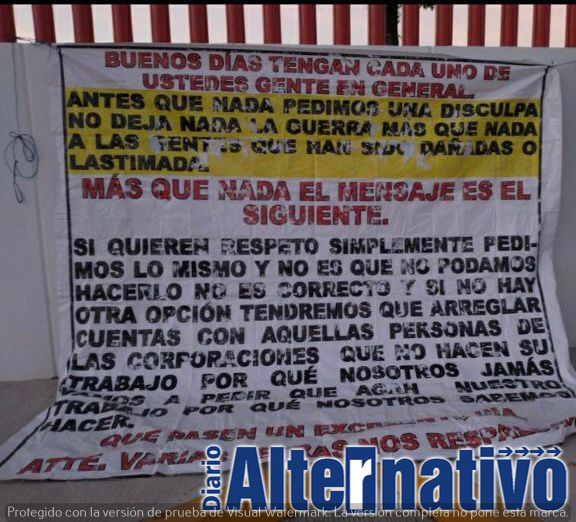 BUENOS DÍAS TENGAN CADA UNO DE
USTEDES GENTE EN GENERAL.
ANTES QUE NADA PEDIMOS UNA DISCULPA
NO DEJA NADA LA GUERRA MAS QUE NADA
A LAS GENTES QUE HAN SIDO DAÑADAS O
LASTIMADA.
MÁS QUE NADA EL MENSAJE ES EL
SIGUIENTE.
SI QUIEREN RESPETO SIMPLEMENTE PEDI-
MOS LO MISMO Y NO ES QUE NO PODAMOS
HACERLO NO ES CORRECTO Y SI NO HAY
OTRA OPCIÓN TENDREMOS QUE ARREGLAR
CUENTAS CON AQUELLAS PERSONAS DE
LAS CORPORACIONES QUE NO HACEN SU
TRABAJO POR QUÉ NOSOTROS JAMÁS
VAMOS A PEDIR QUE AGAN NUESTRO
TRABAJO POR QUÉ NOSOTROS SABEMOS
HACER.
QUE PASEN UN
ATTE. NOS
Diario
Alternativo
Protegido con la versión de prueba de Visual Watermark. La versión completa no pone esta marca.